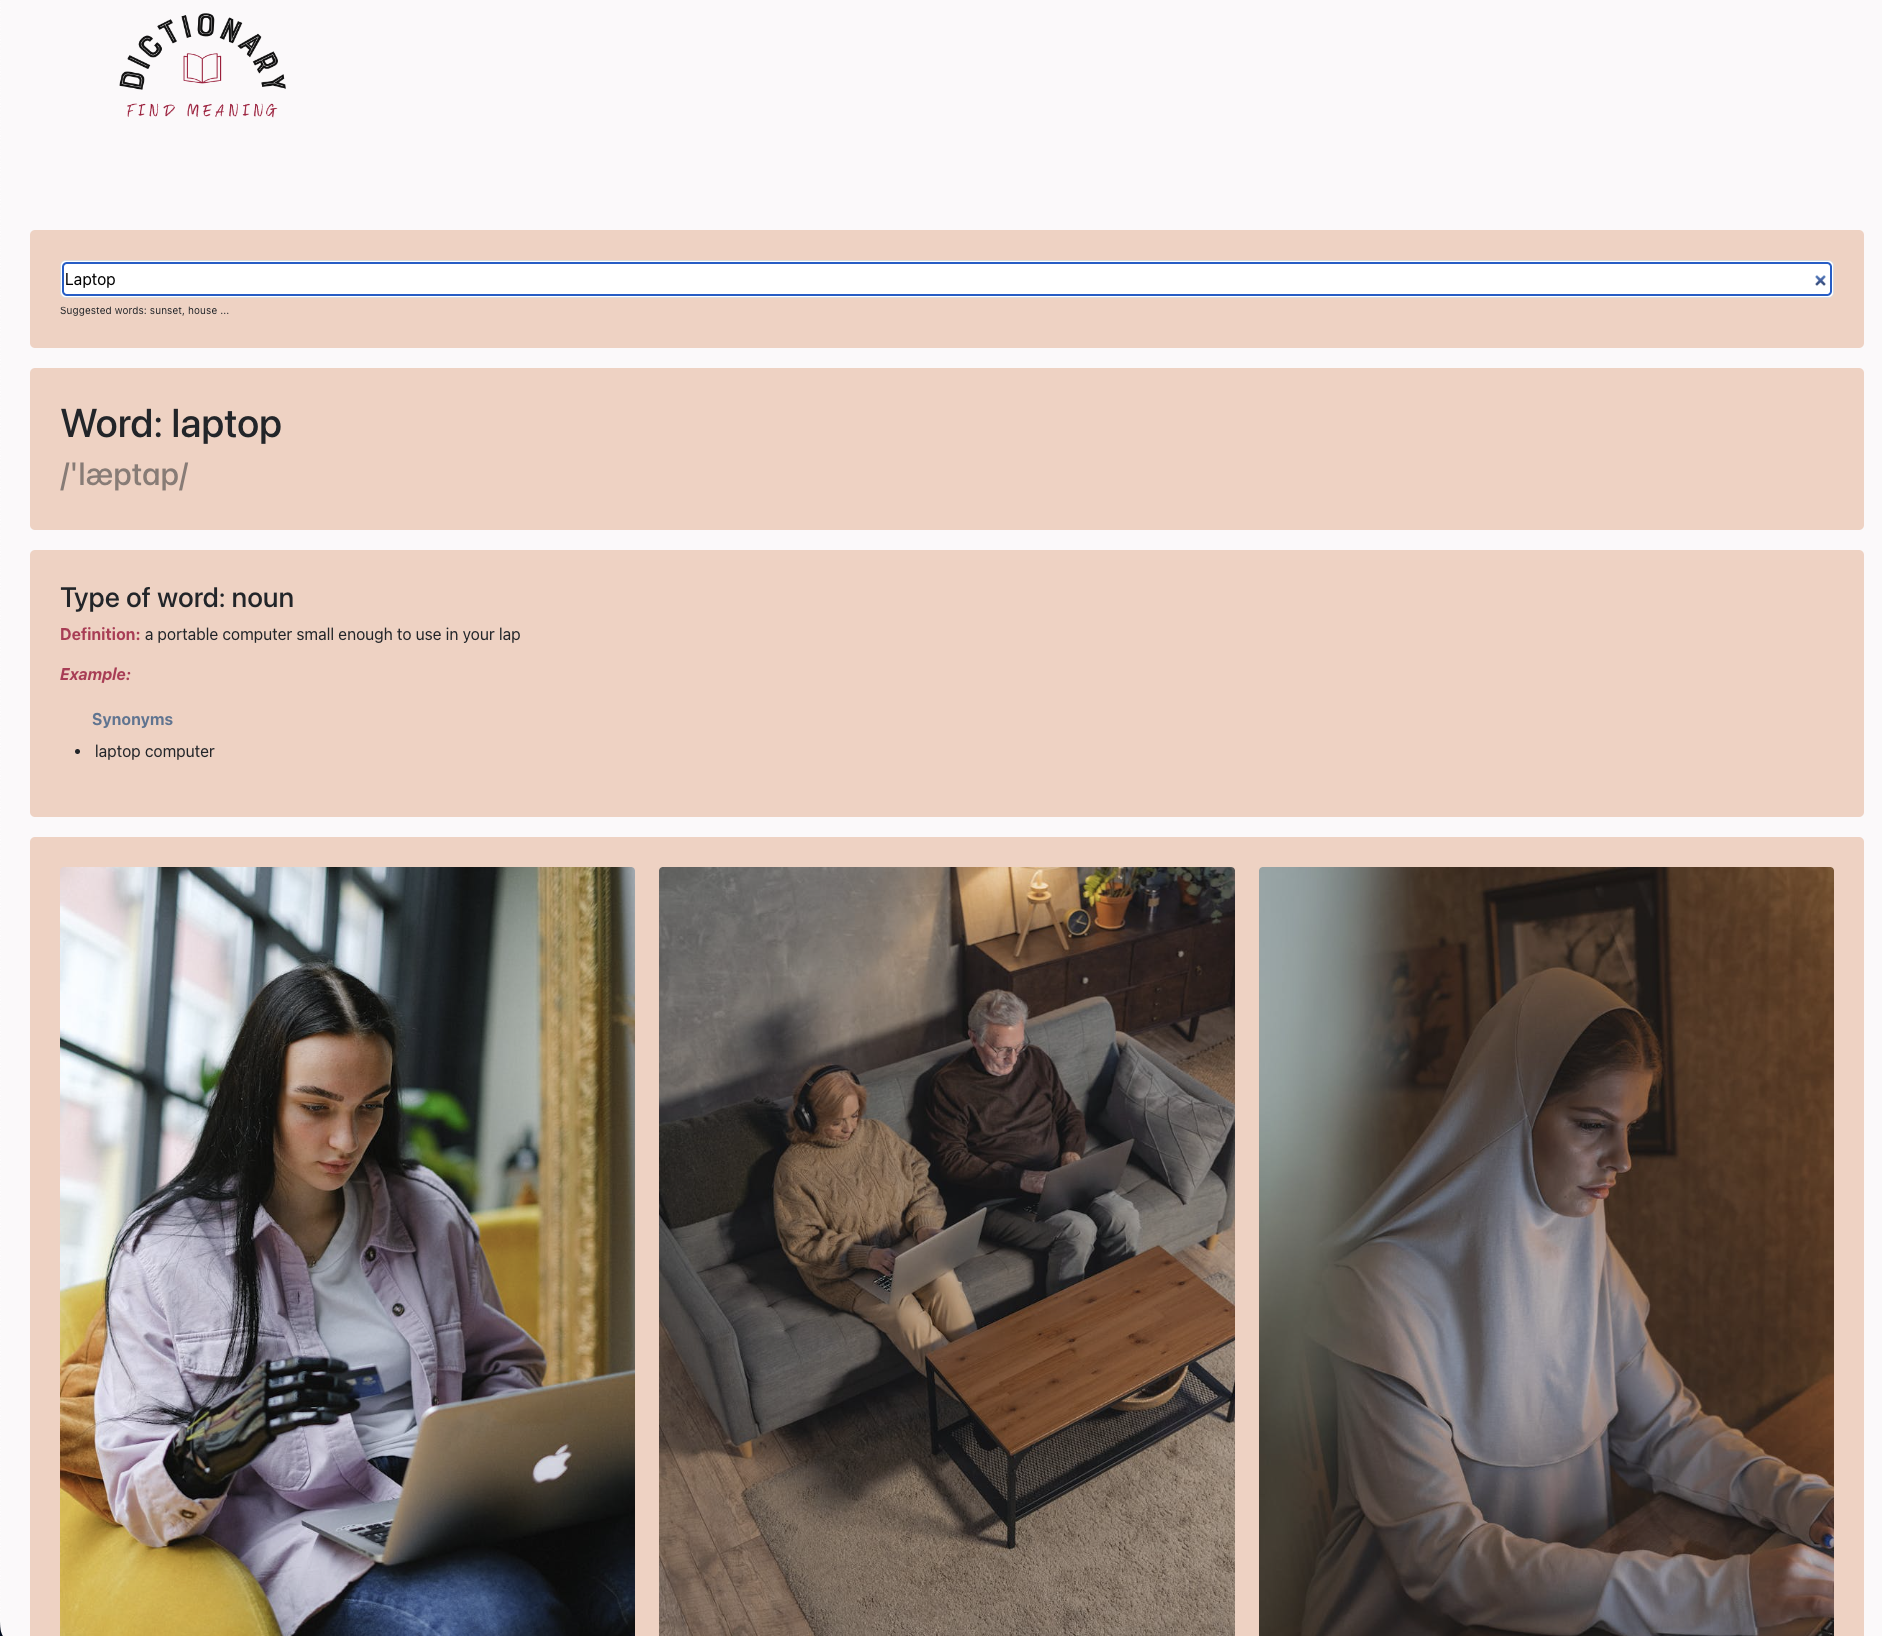 DICTIONARY
FIND MEANING
Laptop
Suggested words: sunset, house ...
Word: laptop
/'læptɑp/
Type of word: noun
Definition: a portable computer small enough to use in your lap
Example:
Synonyms
• laptop computer